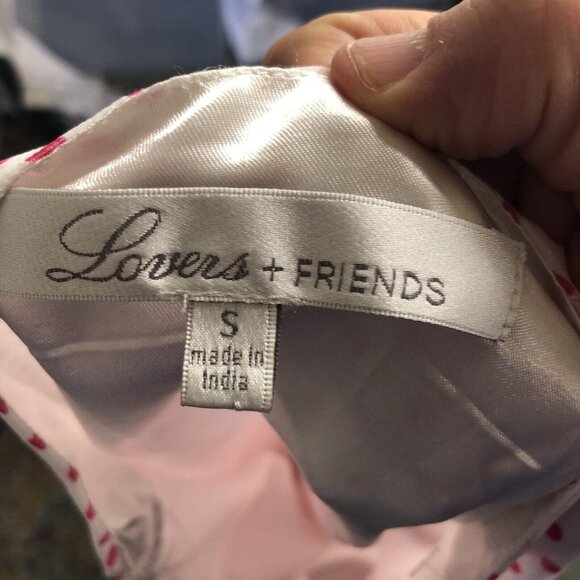 Lovers + FRIENDS
S
made in
India